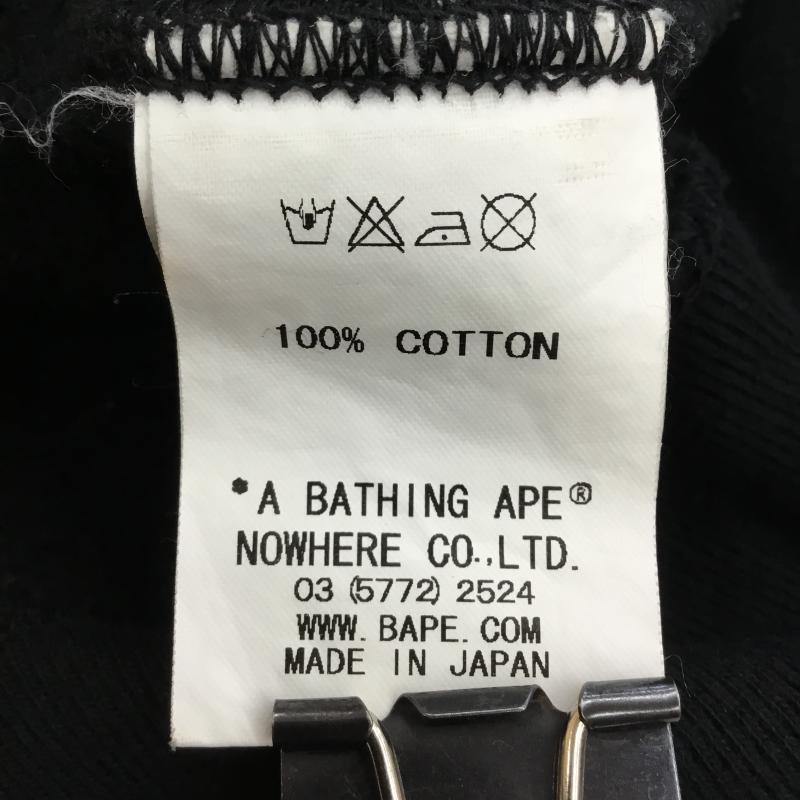 100% COTTON
*A BATHING APE®
NOWHERE CO.,LTD.
03 (5772) 2524
WWW. BAPE. COM
MADE IN JAPAN